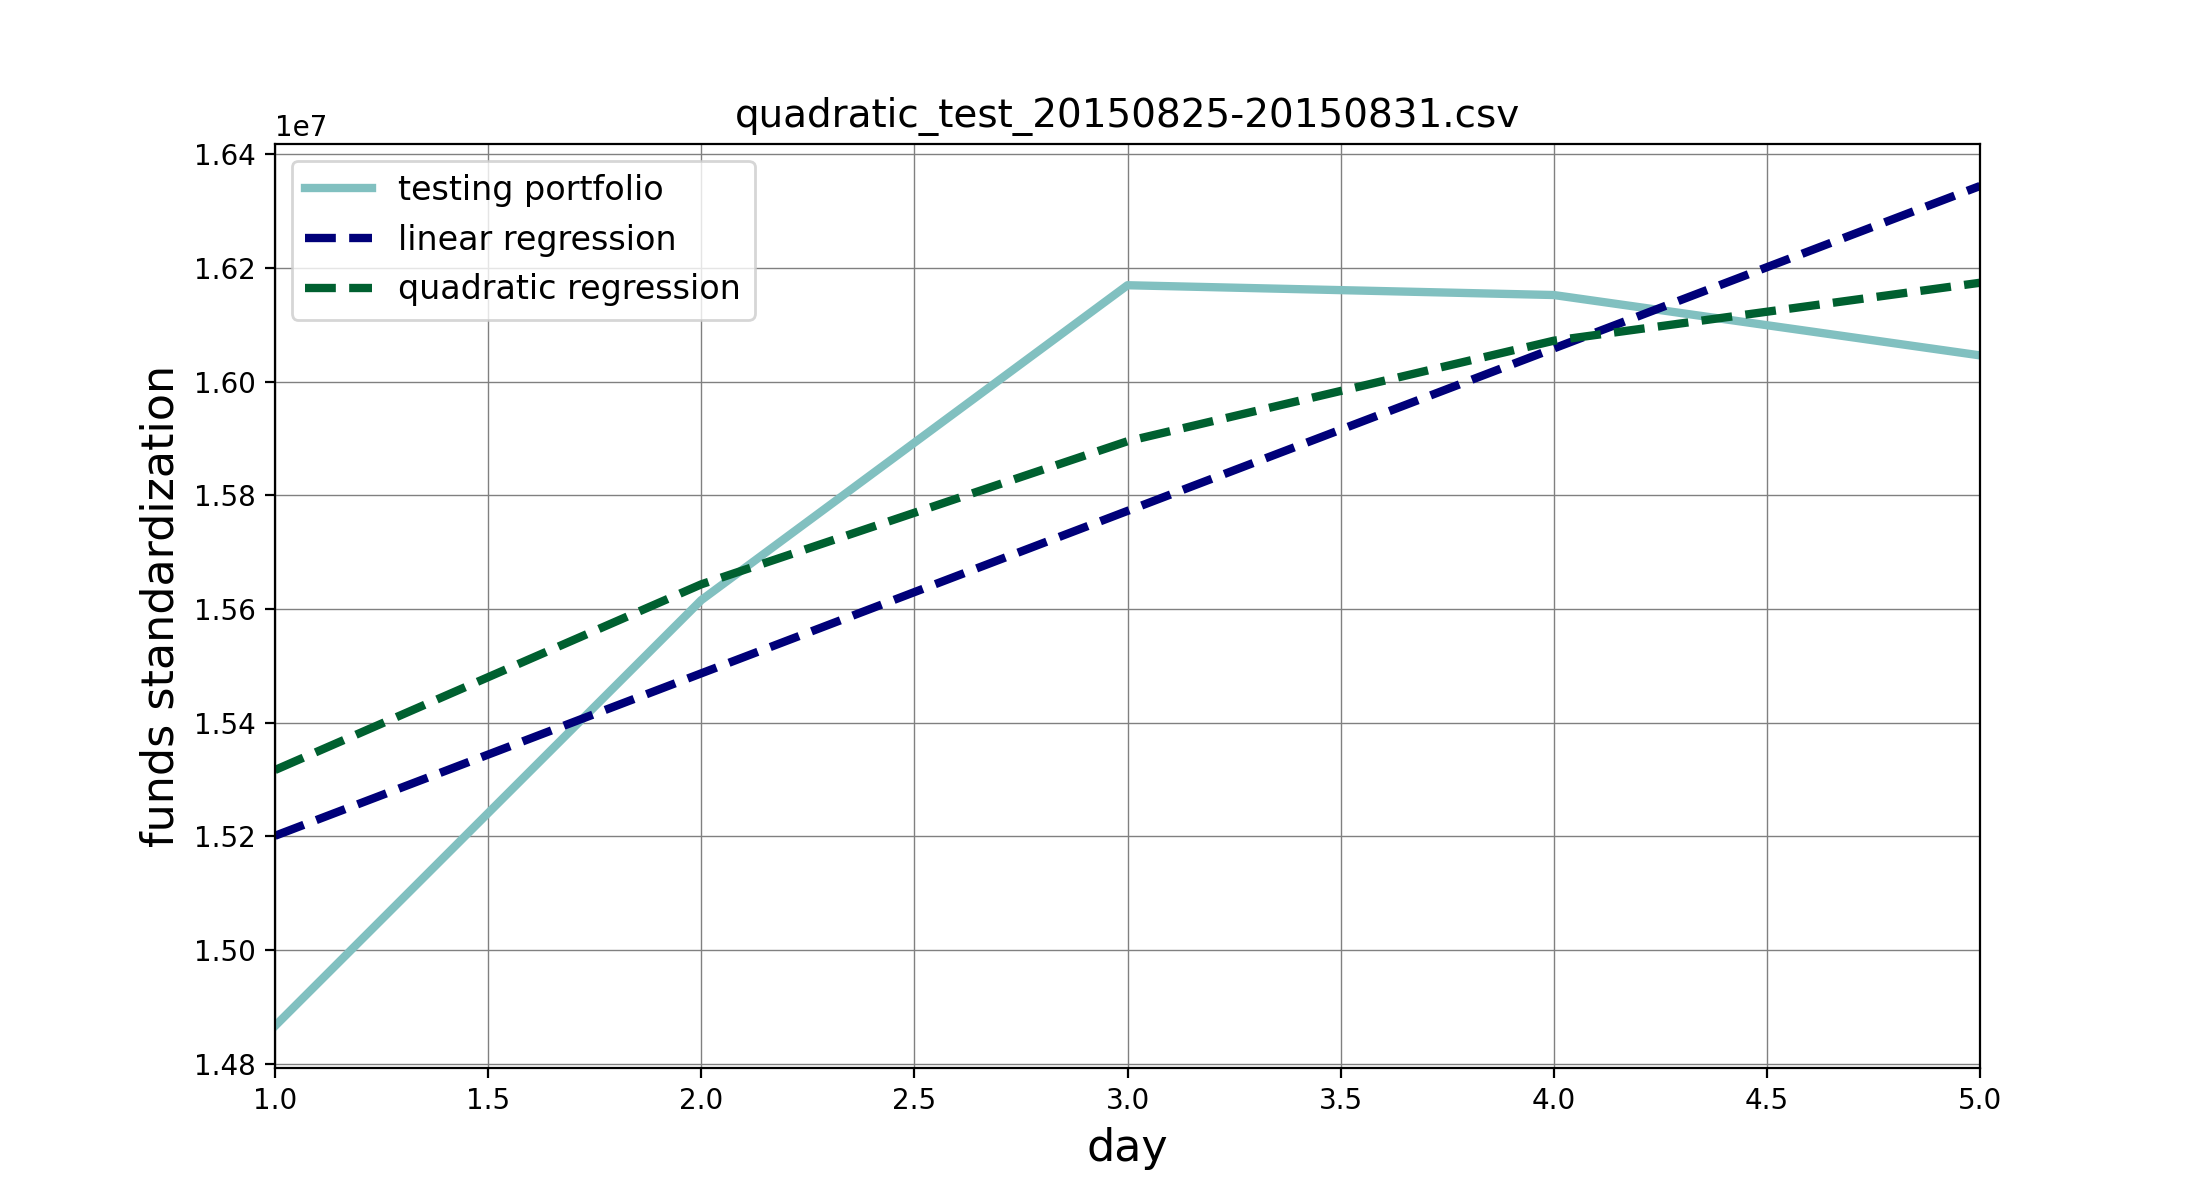 quadratic_test_20150825-20150831.csv
1e7
1.64
1.62
1.60
1.58
1.56
1.54
1.52
1.50
1.48
funds standardization
testing portfolio
linear regression
quadratic regression
1.0 1.5 2.0 2.5 3.0 3.5 4.0 4.5 5.0
day